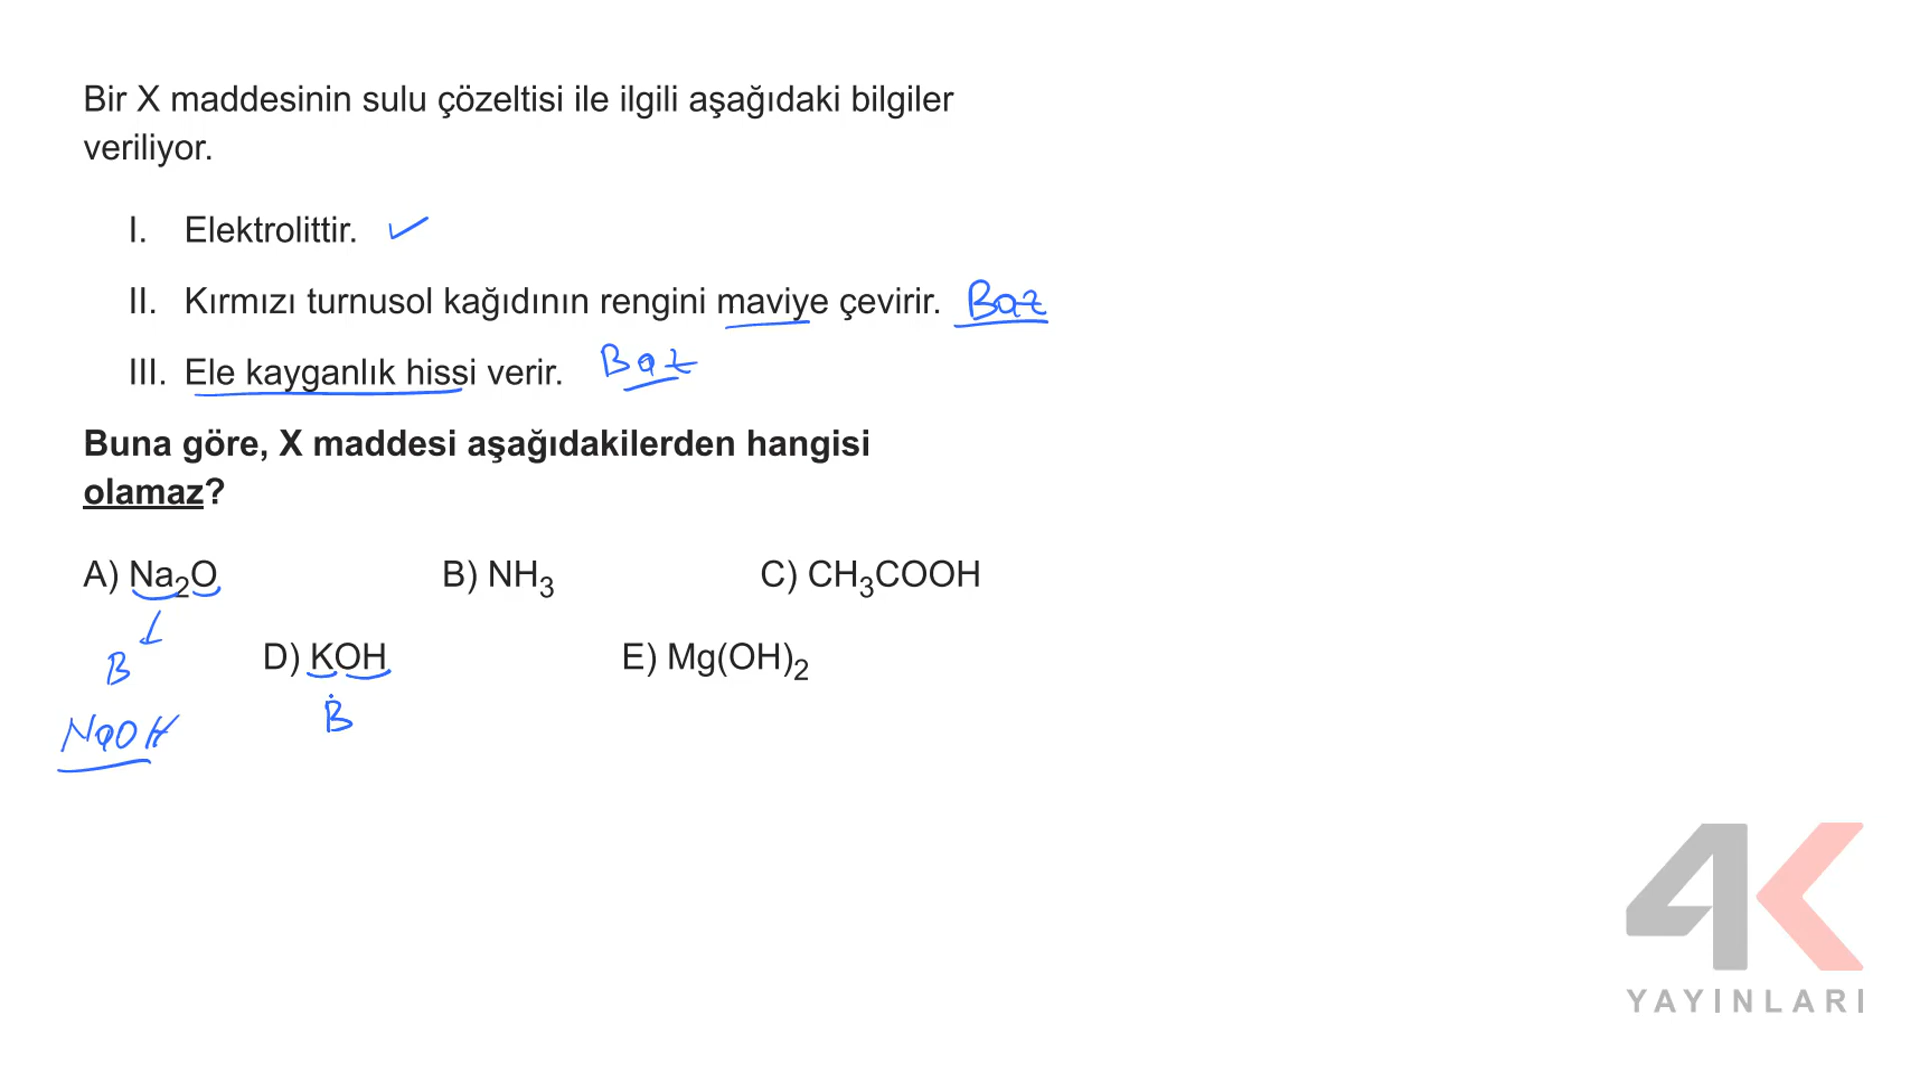 Bir X maddesinin sulu çözeltisi ile ilgili aşağıdaki bilgiler
veriliyor.
I. Elektrolittir.
II. Kırmızı turnusol kağıdının rengini maviye çevirir. Baz
III. Ele kayganlık hissi verir. Baz
Buna göre, X maddesi aşağıdakilerden hangisi
olamaz?
A) Na₂O B) NH₃ C) CH₃COOH
D) KOH E) Mg(OH)₂
B
B
NaOH
4K
YAYINLARI